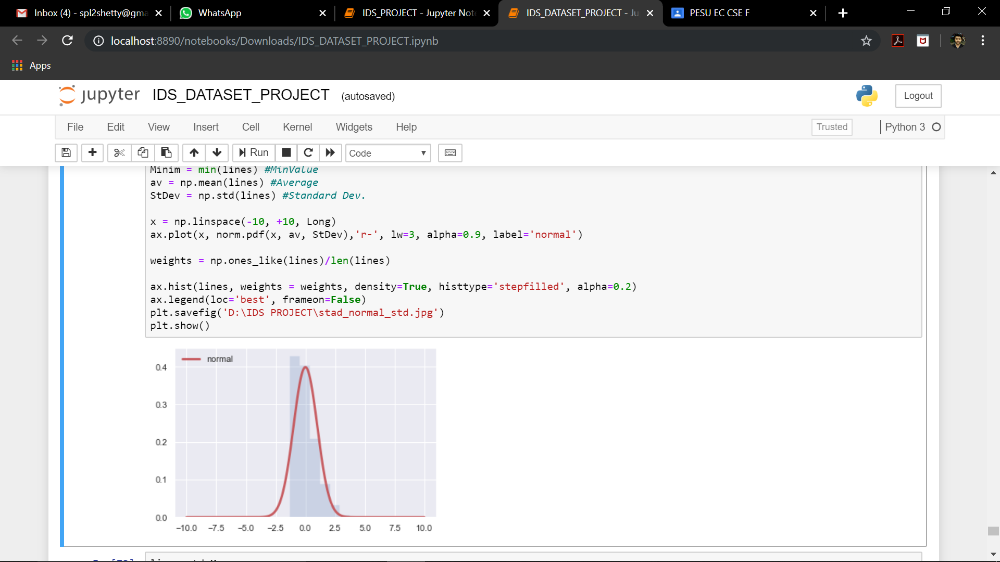 Inbox (4) - spl2shetty@gma
WhatsApp
IDS_PROJECT - Jupyter Not
IDS_DATASET_PROJECT - Ju
PESU EC CSE F
localhost:8890/notebooks/Downloads/IDS_DATASET_PROJECT.ipynb
Apps
jupyter IDS_DATASET_PROJECT (autosaved)
Logout
File Edit View Insert Cell Kernel Widgets Help
Trusted
Python 3
Run
Code
Minim = min(lines) #MinValue
av = np.mean(lines) #Average
StDev = np.std(lines) #Standard Dev.
x = np.linspace(-10, +10, Long)
ax.plot(x, norm.pdf(x, av, StDev),'r-', lw=3, alpha=0.9, label='normal')
weights = np.ones_like(lines)/len(lines)
ax.hist(lines, weights = weights, density=True, histtype='stepfilled', alpha=0.2)
ax.legend(loc='best', frameon=False)
plt.savefig('D:\IDS PROJECT\stad_normal_std.jpg')
plt.show()
normal
0.4
0.3
0.2
0.1
0.0
−10.0 −7.5 −5.0 −2.5 0.0 2.5 5.0 7.5 10.0